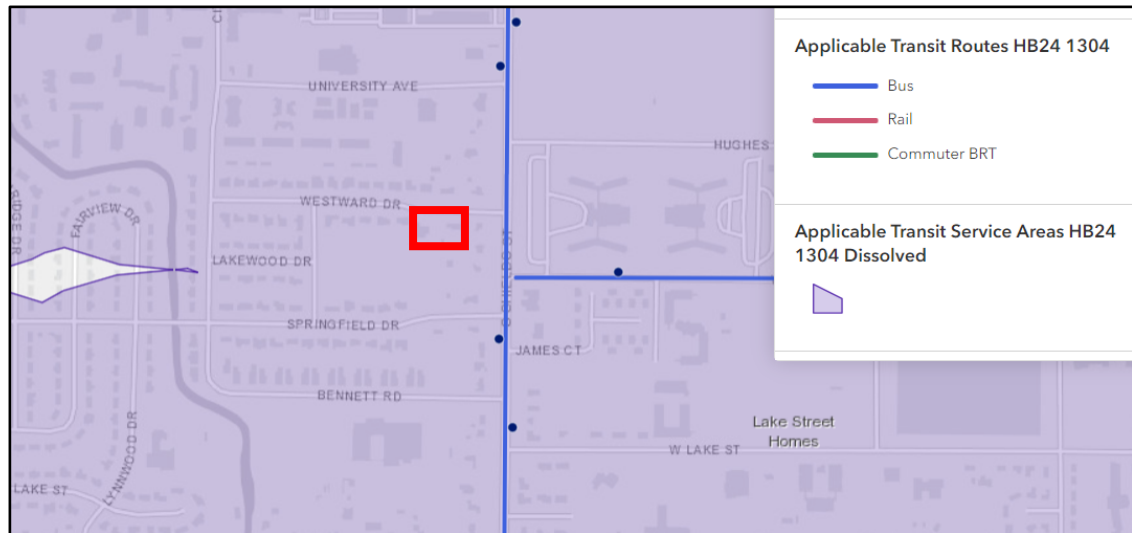 UNIVERSITY AVE
HUGHES
WESTWARD DR
FAIRVIEW DR
LAKEWOOD DR
S SHIELDS ST
SPRINGFIELD DR
JAMES CT
BENNETT RD
LYNNWOOD DR
Lake Street
Homes
W LAKE ST
LAKE ST
Applicable Transit Routes HB24 1304
Bus
Rail
Commuter BRT
Applicable Transit Service Areas HB24
1304 Dissolved